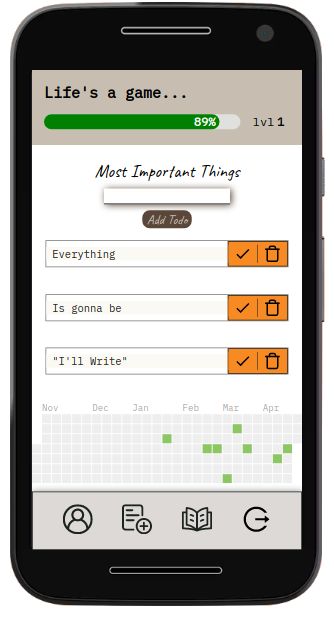 Life's a game...
89% lvl 1
Most Important Things
Add Todo
Everything
Is gonna be
"I'll Write"
Nov Dec Jan Feb Mar Apr